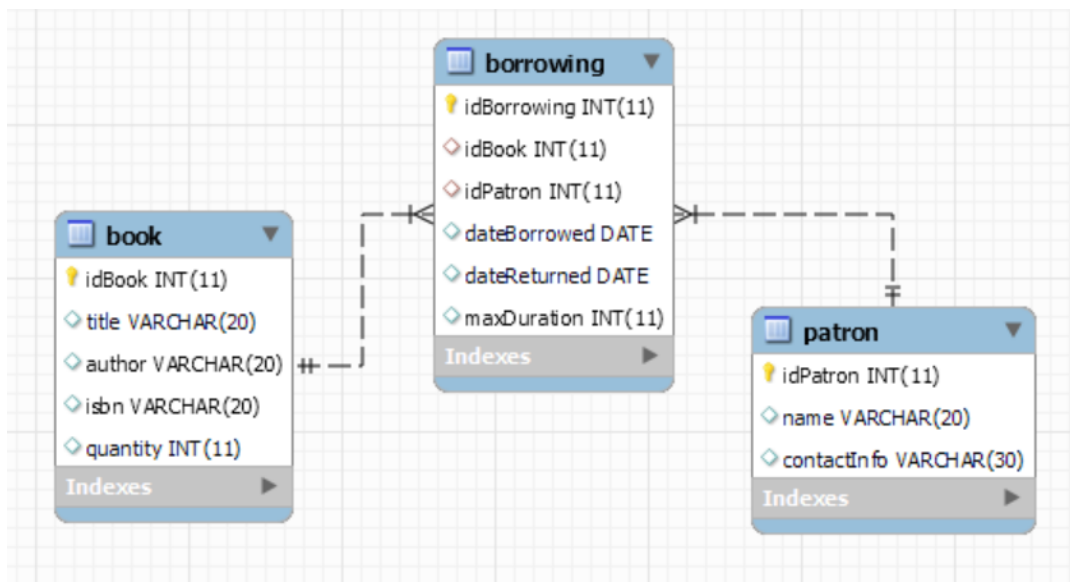 borrowing
idBorrowing INT(11)
idBook INT(11)
idPatron INT(11)
dateBorrowed DATE
dateReturned DATE
maxDuration INT(11)
Indexes
book
idBook INT(11)
title VARCHAR(20)
author VARCHAR(20)
isbn VARCHAR(20)
quantity INT(11)
Indexes
patron
idPatron INT(11)
name VARCHAR(20)
contactInfo VARCHAR(30)
Indexes